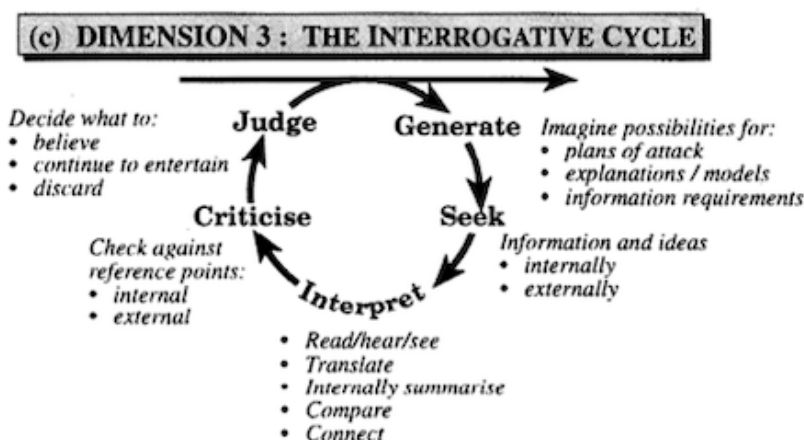 (c) DIMENSION 3 : THE INTERROGATIVE CYCLE
Decide what to:
• believe
• continue to entertain
• discard
Judge
Generate
Imagine possibilities for:
• plans of attack
• explanations / models
• information requirements
Criticise
Seek
Check against
reference points:
• internal
• external
Information and ideas
• internally
• externally
Interpret
• Read/hear/see
• Translate
• Internally summarise
• Compare
• Connect